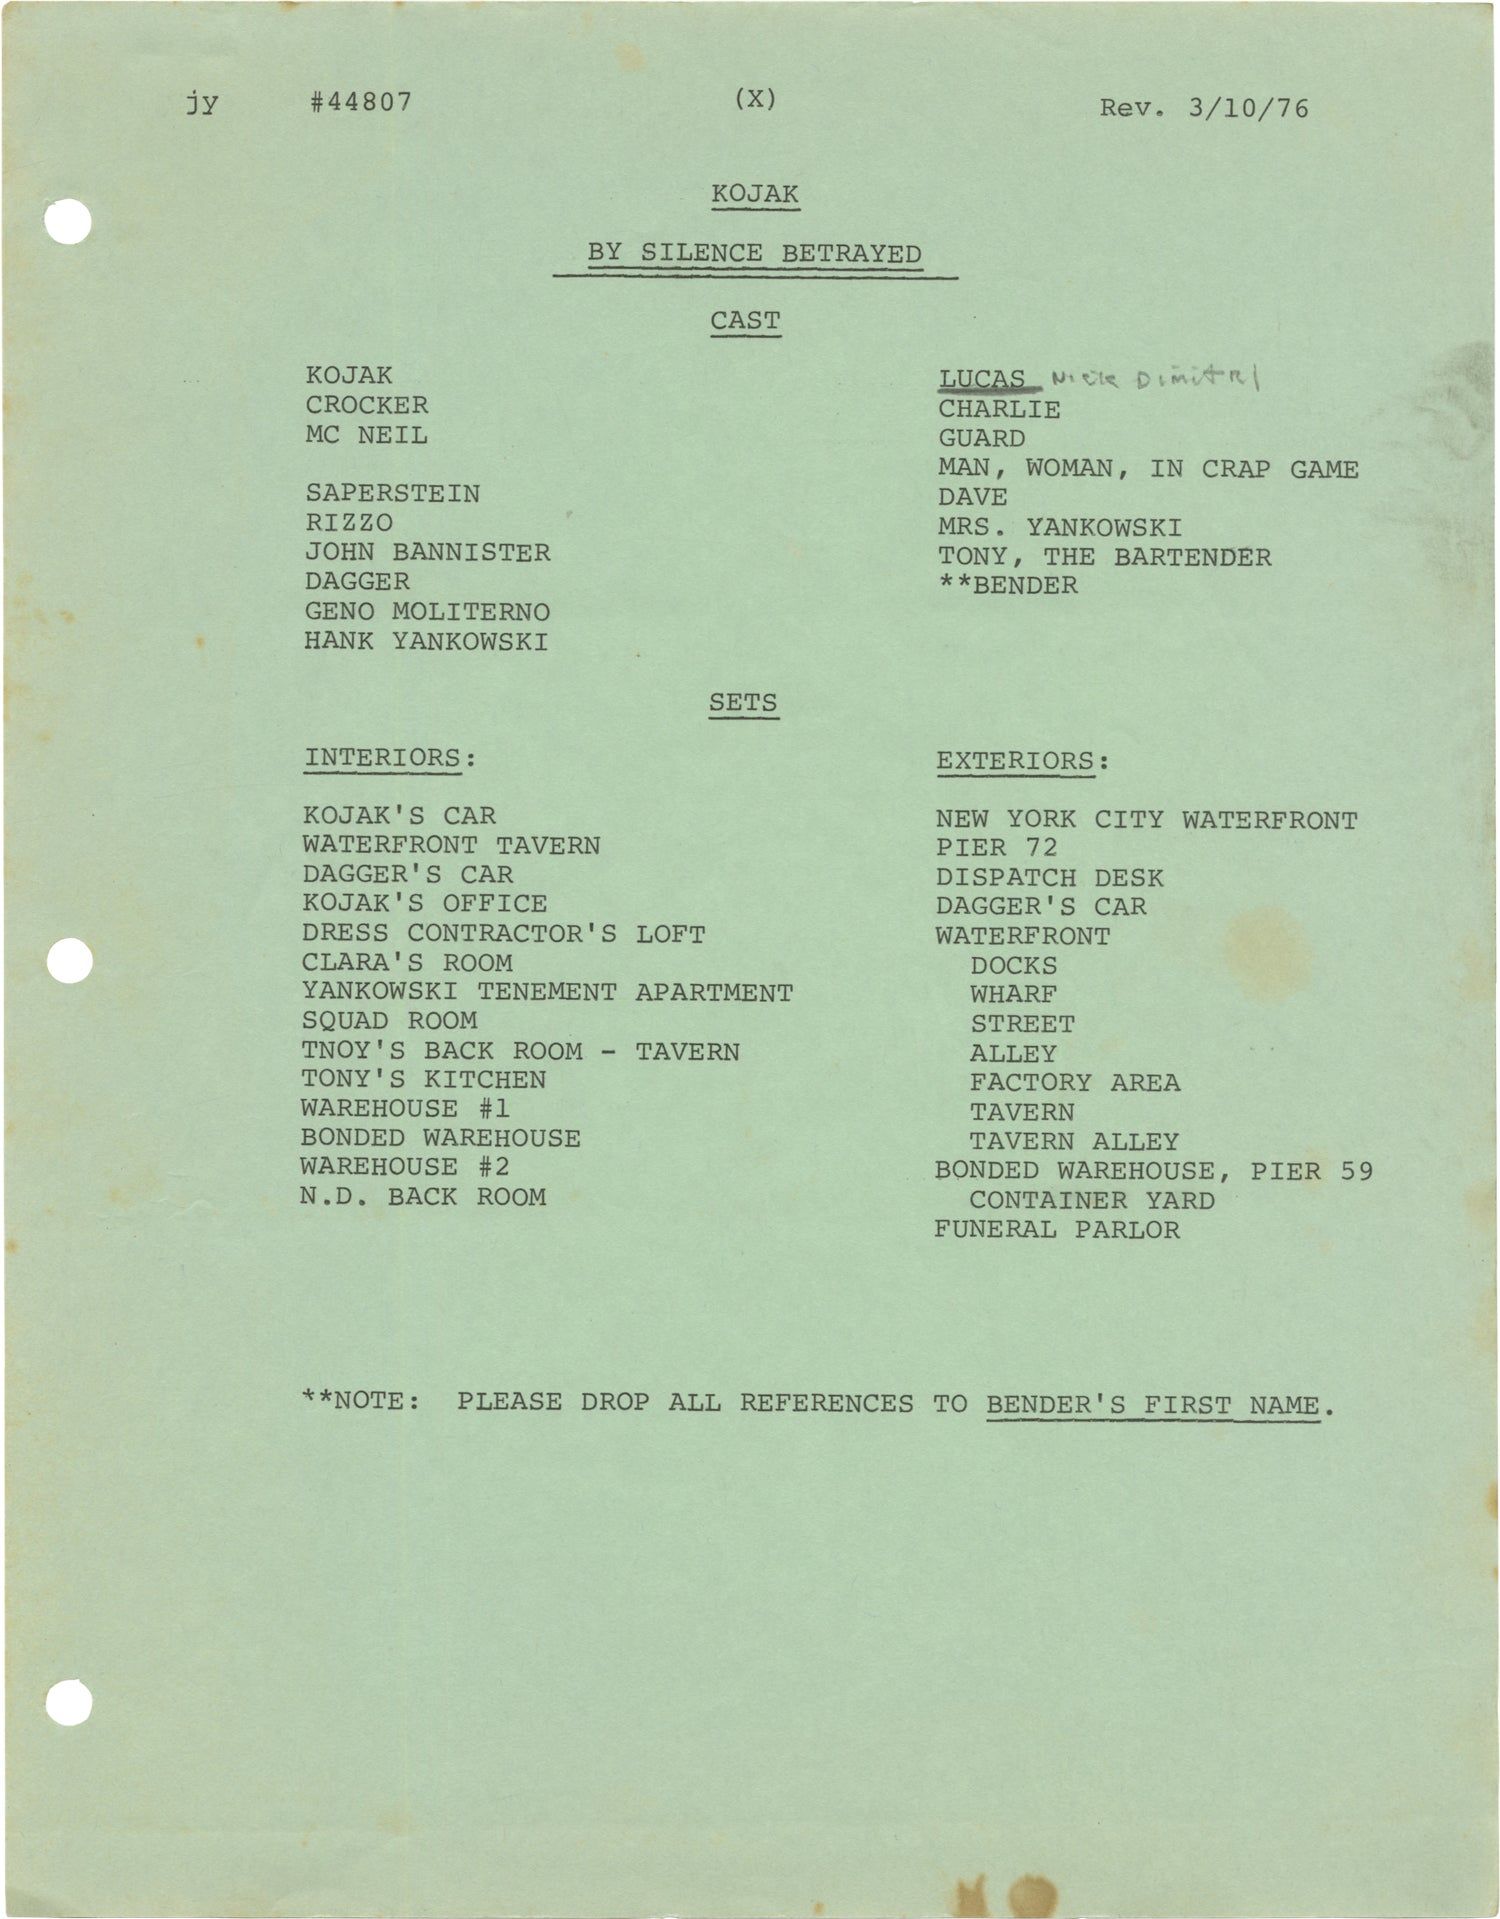 jy #44807 (X) Rev. 3/10/76
KOJAK
BY SILENCE BETRAYED
CAST
KOJAK
CROCKER
MC NEIL
SAPERSTEIN
RIZZO
JOHN BANNISTER
DAGGER
GENO MOLITERNO
HANK YANKOWSKI
LUCAS Nick Dimitri
CHARLIE
GUARD
MAN, WOMAN, IN CRAP GAME
DAVE
MRS. YANKOWSKI
TONY, THE BARTENDER
**BENDER
SETS
INTERIORS:
KOJAK'S CAR
WATERFRONT TAVERN
DAGGER'S CAR
KOJAK'S OFFICE
DRESS CONTRACTOR'S LOFT
CLARA'S ROOM
YANKOWSKI TENEMENT APARTMENT
SQUAD ROOM
TNOY'S BACK ROOM - TAVERN
TONY'S KITCHEN
WAREHOUSE #1
BONDED WAREHOUSE
WAREHOUSE #2
N.D. BACK ROOM
EXTERIORS:
NEW YORK CITY WATERFRONT
PIER 72
DISPATCH DESK
DAGGER'S CAR
WATERFRONT
DOCKS
WHARF
STREET
ALLEY
FACTORY AREA
TAVERN
TAVERN ALLEY
BONDED WAREHOUSE, PIER 59
CONTAINER YARD
FUNERAL PARLOR
**NOTE: PLEASE DROP ALL REFERENCES TO BENDER'S FIRST NAME.